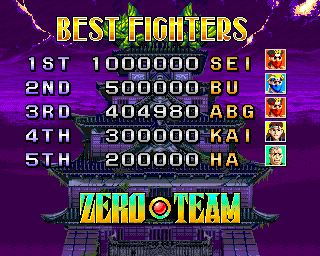 BEST FIGHTERS
1ST 1000000 SEI
2ND 500000 BU
3RD 404980 ABG
4TH 300000 KAI
5TH 200000 HA
ZERO TEAM